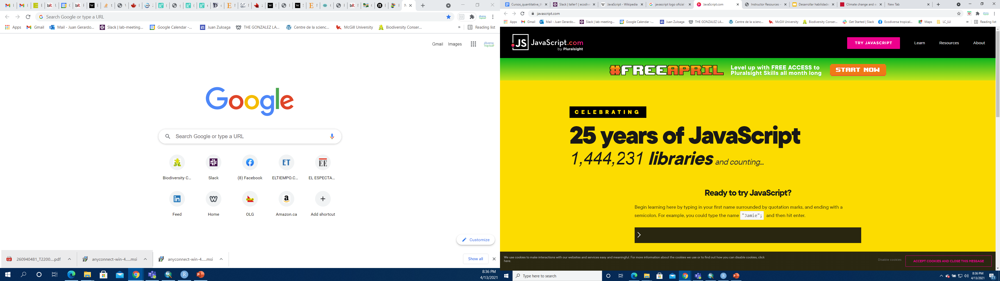 Search Google or type a URL
Apps
Gmail
Mail - Juan Gerardo...
Slack | lab-meeting...
Google Calendar -...
Juan Zuloaga
THE GONZALEZ LA...
Centre de la scienc...
McGill University
Biodiversity Conser...
»
Reading list
Gmail
Images
diversa
Google
Search Google or type a URL
Biodiversity C...
Slack
(8) Facebook
ELTIEMPO.C...
EL ESPECTA...
Feed
Home
OLG
Amazon.ca
Add shortcut
Customize
260940481_T2200....pdf
anyconnect-win-4.....msi
anyconnect-win-4.....msi
Show all
8:36 PM
4/13/2021
Cursos_quantitative_th
Slack | taller1 | ecodive
JavaScript - Wikipedia
javascript logo oficial -
JavaScript.com
Instructor Resources –
Desarrollar habilidade
Climate change and e
New Tab
javascript.com
Apps
Gmail
Mail - Juan Gerardo...
Slack | lab-meeting...
Google Calendar -...
Juan Zuloaga
THE GONZALEZ LA...
Centre de la scienc...
McGill University
Biodiversity Conser...
Get Started | Slack
Ecodiversa tropical...
Maps
LC_LU
»
Reading list
JS JavaScript.com
by Pluralsight
TRY JAVASCRIPT
Learn
Resources
About
#FREEAPRIL
Level up with FREE ACCESS to
Pluralsight Skills all month long
START NOW
CELEBRATING
25 years of JavaScript
1,444,231 libraries and counting...
Ready to try JavaScript?
Begin learning here by typing in your first name surrounded by quotation marks, and ending with a
semicolon. For example, you could type the name "Jamie"; and then hit enter.
We use cookies to make interactions with our websites and services easy and meaningful. For more information about the cookies we use or to find out how you can disable cookies, click
here.
Disable cookies
ACCEPT COOKIES AND CLOSE THIS MESSAGE
Type here to search
8:36 PM
4/13/2021
23